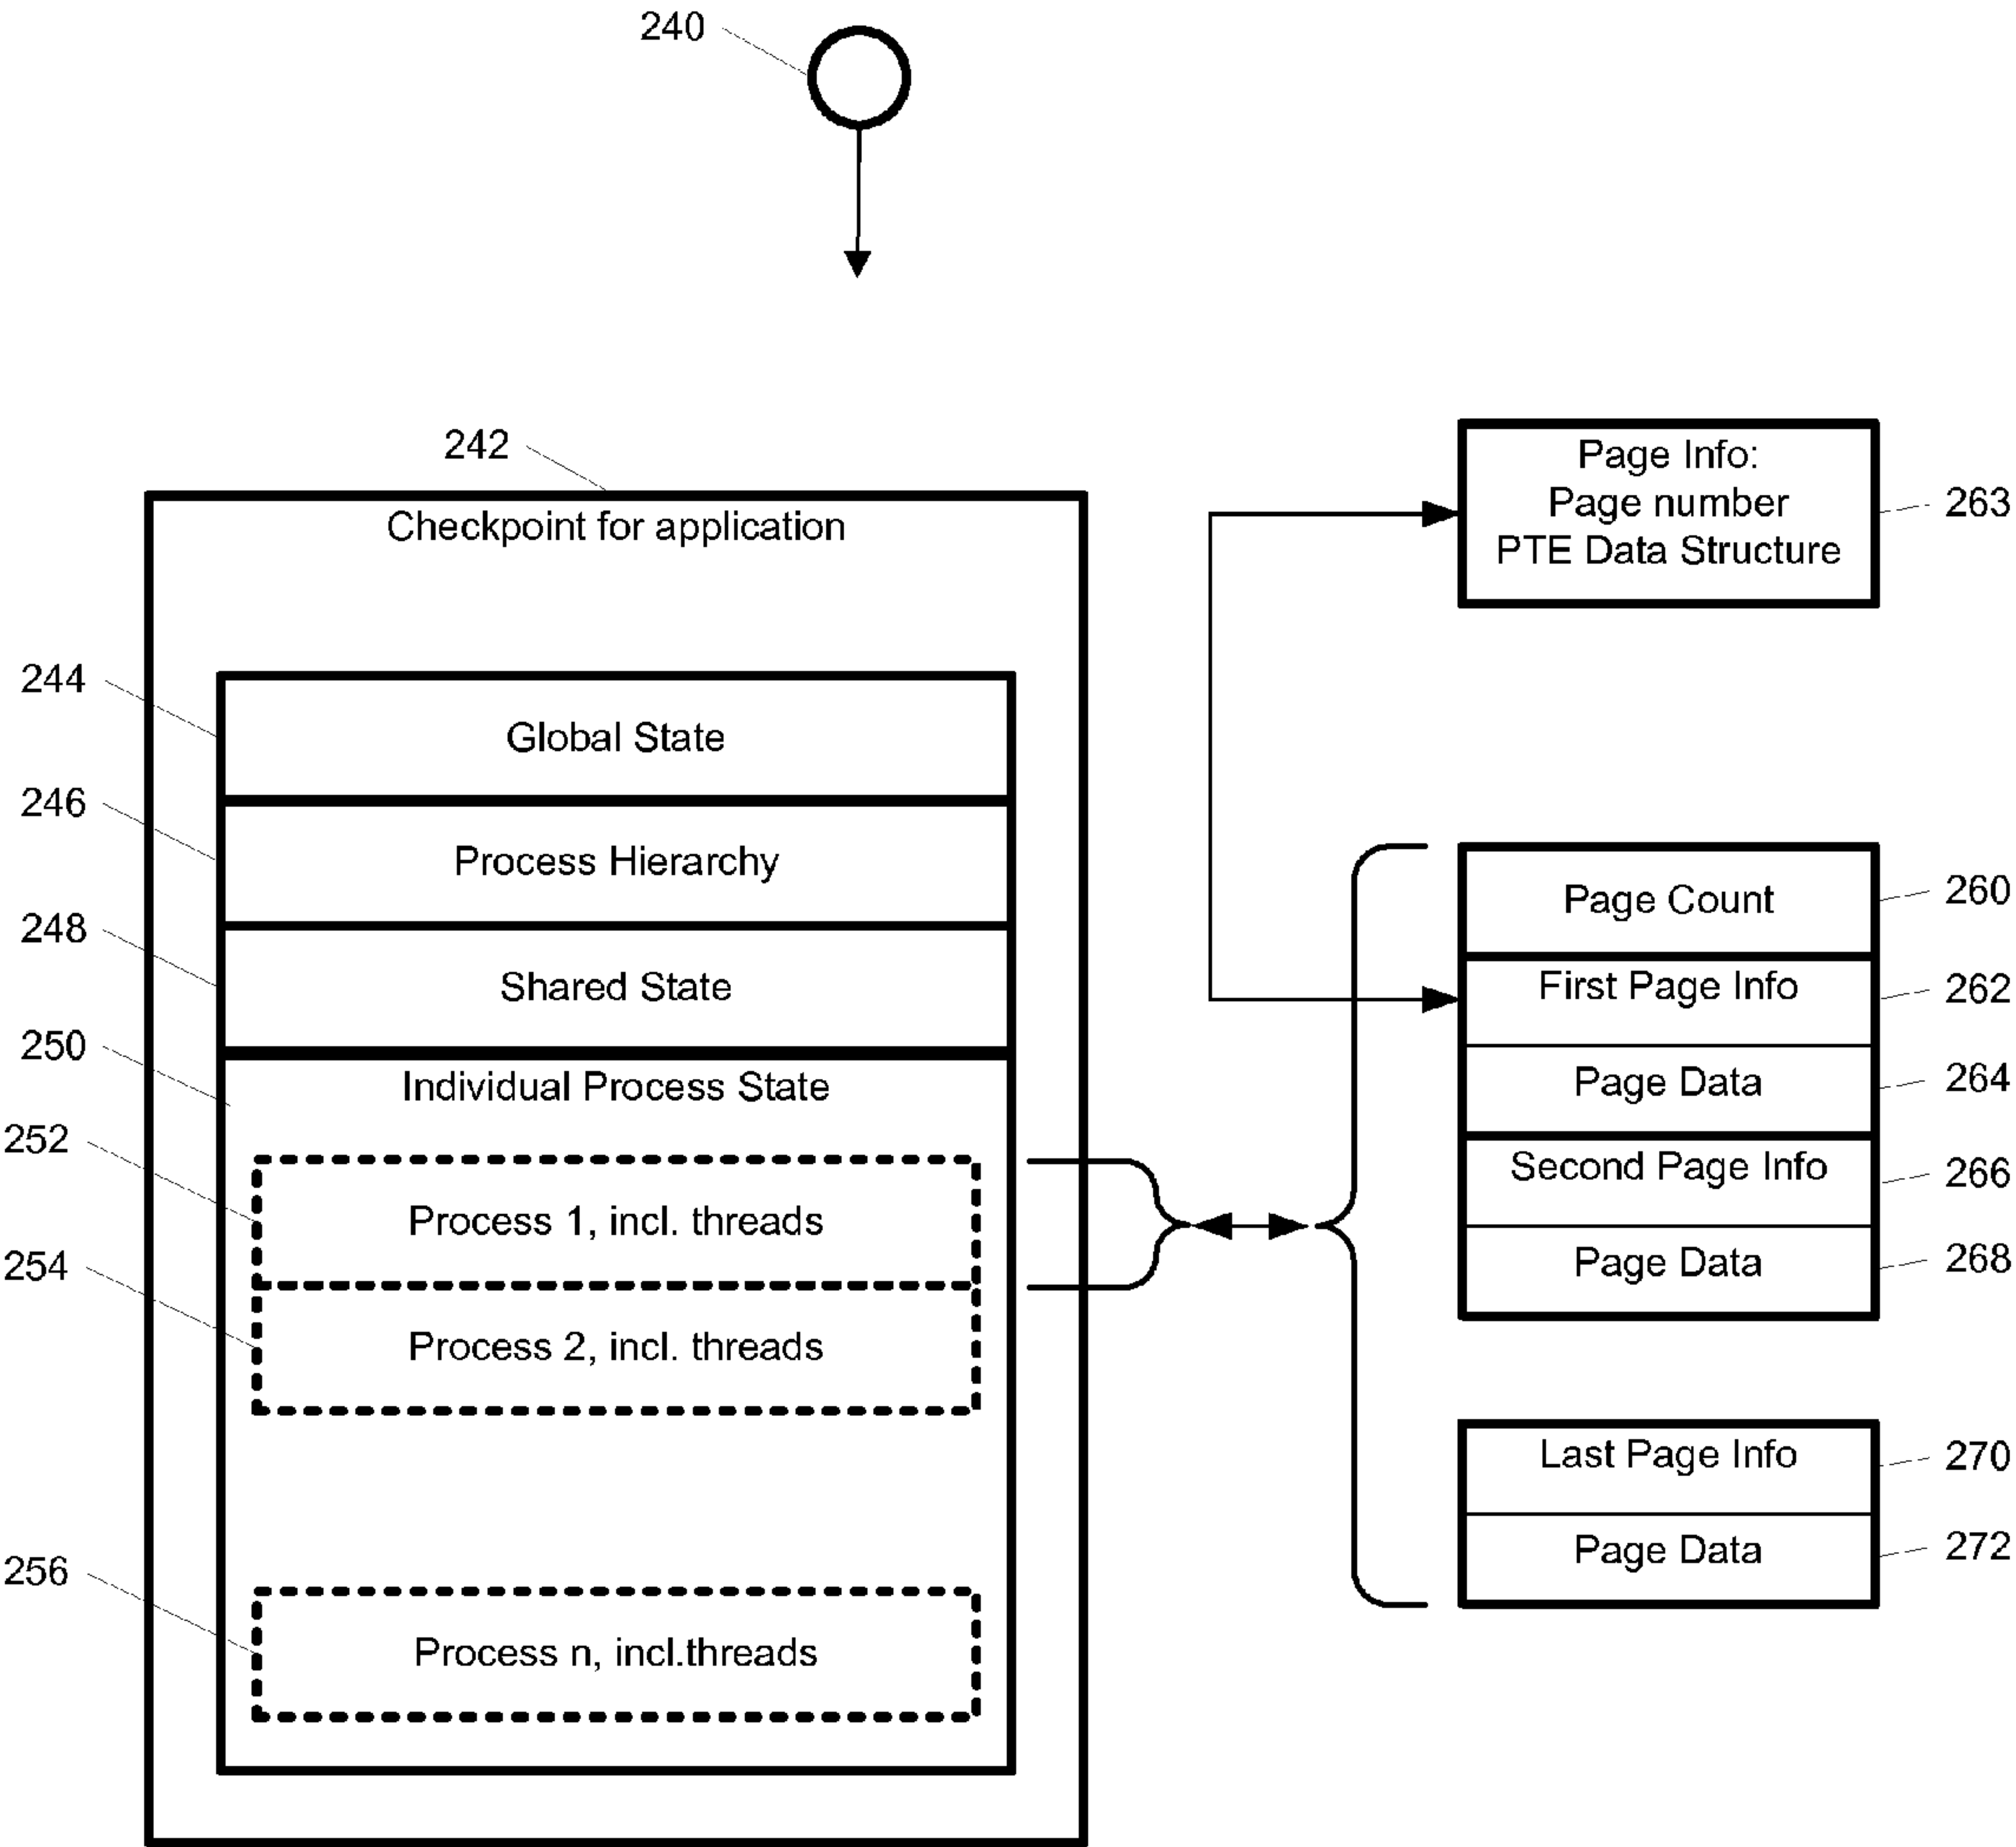 240
242
Checkpoint for application
244
Global State
246
Process Hierarchy
248
Shared State
250
Individual Process State
252
Process 1, incl. threads
254
Process 2, incl. threads
256
Process n, incl.threads
Page Info:
Page number
PTE Data Structure
263
Page Count
260
First Page Info
262
Page Data
264
Second Page Info
266
Page Data
268
Last Page Info
270
Page Data
272